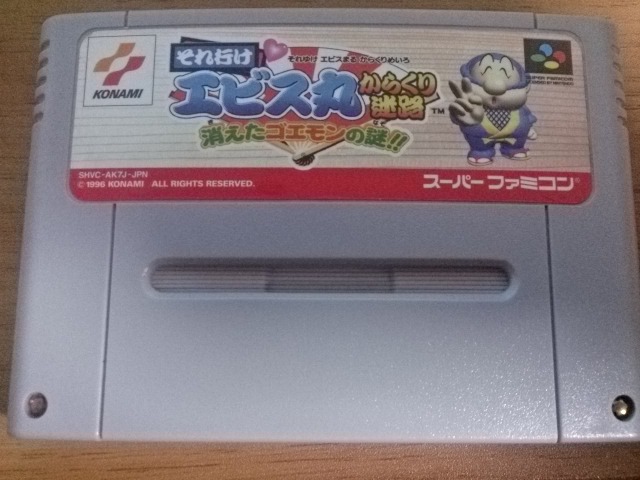 KONAMI
それゆけ エビスまる からくりめいろ
それ行け
エビス丸
からくり
迷路
TM
消えたゴエモンの謎!!
SUPER FAMICOM
SHVC-AK7J-JPN
© 1996 KONAMI ALL RIGHTS RESERVED.
スーパーファミコン®